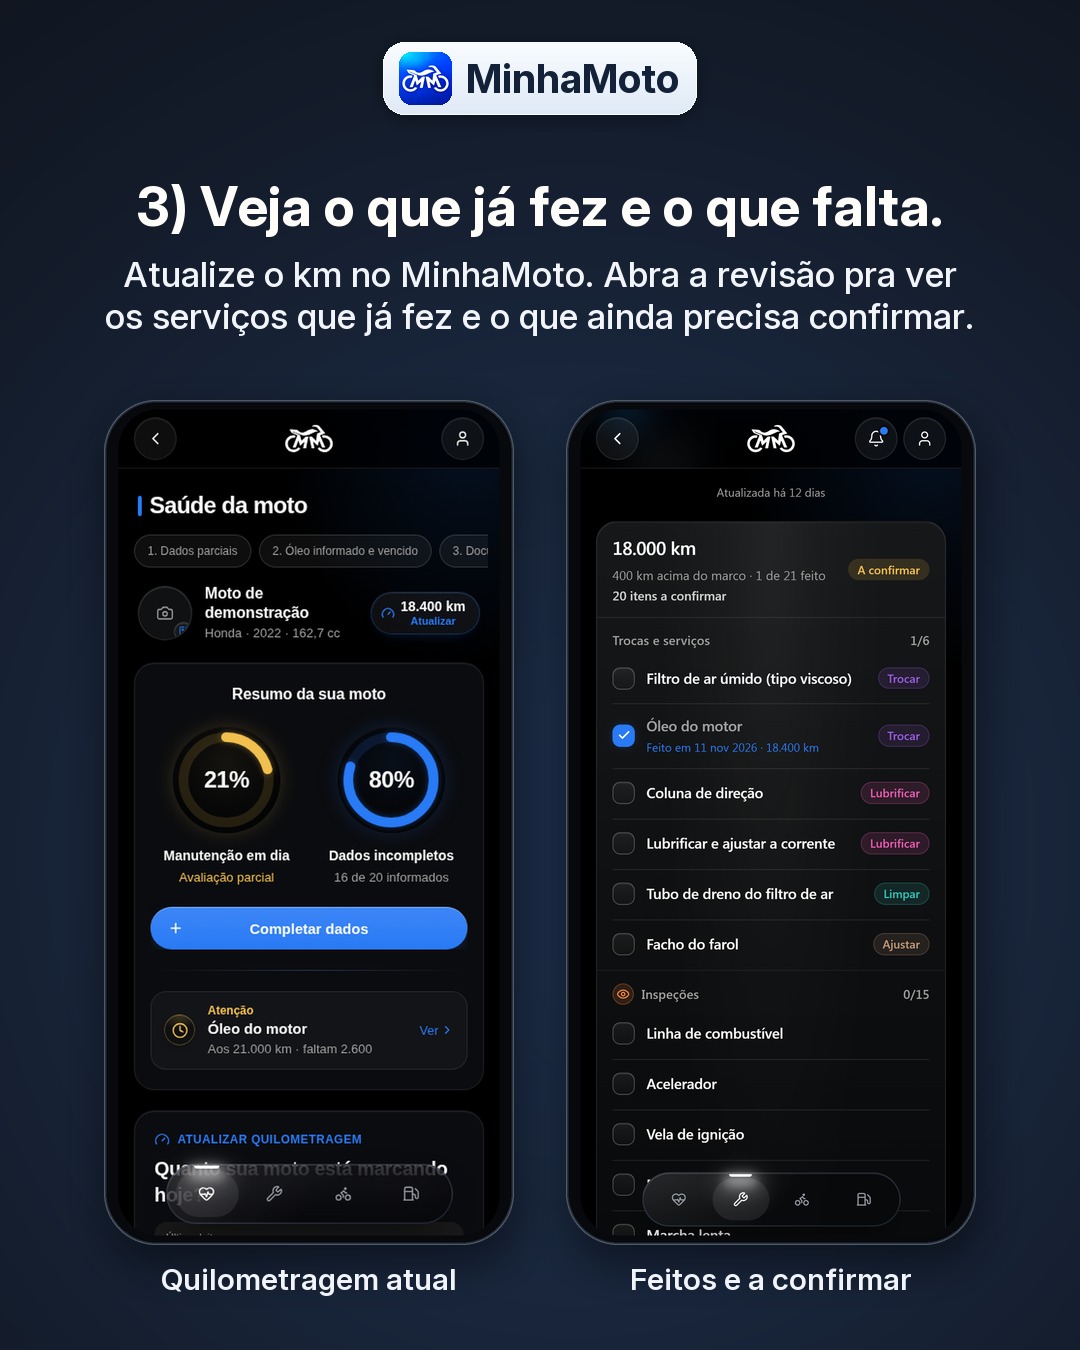 MinhaMoto
3) Veja o que já fez e o que falta.
Atualize o km no MinhaMoto. Abra a revisão pra ver
os serviços que já fez e o que ainda precisa confirmar.
Saúde da moto
1. Dados parciais
2. Óleo informado e vencido
3. Docu
Moto de
demonstração
Honda · 2022 · 162,7 cc
18.400 km
Atualizar
Resumo da sua moto
21%
80%
Manutenção em dia
Dados incompletos
Avaliação parcial
16 de 20 informados
+ Completar dados
Atenção
Óleo do motor
Aos 21.000 km · faltam 2.600
Ver
ATUALIZAR QUILOMETRAGEM
Quanto sua moto está marcando
hoje
Quilometragem atual
Atualizada há 12 dias
18.000 km
400 km acima do marco · 1 de 21 feito
20 itens a confirmar
A confirmar
Trocas e serviços
1/6
Filtro de ar úmido (tipo viscoso)
Trocar
Óleo do motor
Feito em 11 nov 2026 · 18.400 km
Trocar
Coluna de direção
Lubrificar
Lubrificar e ajustar a corrente
Lubrificar
Tubo de dreno do filtro de ar
Limpar
Facho do farol
Ajustar
Inspeções
0/15
Linha de combustível
Acelerador
Vela de ignição
Marcha lenta
Feitos e a confirmar